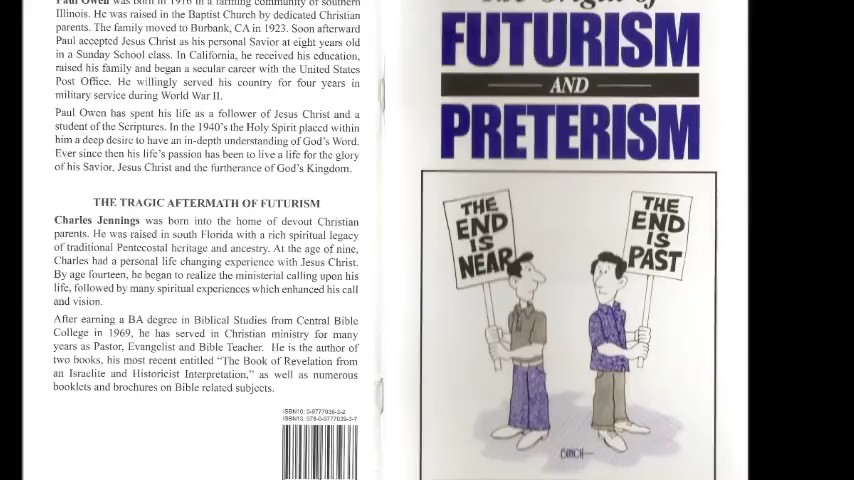 Paul Owen was born in 1916 in a farming community of southern
Illinois. He was raised in the Baptist Church by dedicated Christian
parents. The family moved to Burbank, CA in 1923. Soon afterward
Paul accepted Jesus Christ as his personal Savior at eight years old
in a Sunday School class. In California, he received his education,
raised his family and began a secular career with the United States
Post Office. He willingly served his country for four years in
military service during World War II.
Paul Owen has spent his life as a follower of Jesus Christ and a
student of the Scriptures. In the 1940's the Holy Spirit placed within
him a deep desire to have an in-depth understanding of God's Word.
Ever since then his life's passion has been to live a life for the glory
of his Savior, Jesus Christ and the furtherance of God's Kingdom.
THE TRAGIC AFTERMATH OF FUTURISM
Charles Jennings was born into the home of devout Christian
parents. He was raised in south Florida with a rich spiritual legacy
of traditional Pentecostal heritage and ancestry. At the age of nine,
Charles had a personal life changing experience with Jesus Christ.
By age fourteen, he began to realize the ministerial calling upon his
life, followed by many spiritual experiences which enhanced his call
and vision.
After earning a BA degree in Biblical Studies from Central Bible
College in 1969, he has served in Christian ministry for many
years as Pastor, Evangelist and Bible Teacher. He is the author of
two books, his most recent entitled "The Book of Revelation from
an Israelite and Historicist Interpretation," as well as numerous
booklets and brochures on Bible related subjects.
ISBN10: 0-9777039-3-2
ISBN13: 978-0-9777039-3-7
The Origin of
FUTURISM
AND
PRETERISM
THE
END
IS
NEAR
THE
END
IS
PAST